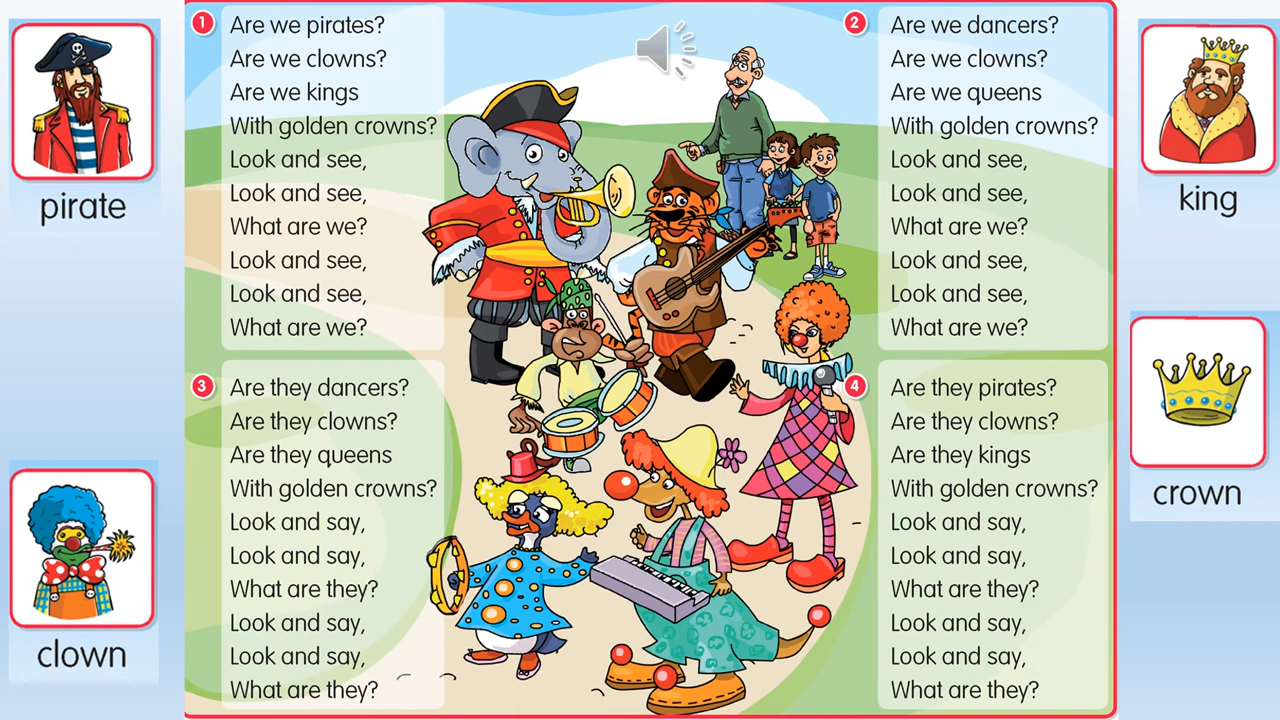 pirate
clown
1
Are we pirates?
Are we clowns?
Are we kings
With golden crowns?
Look and see,
Look and see,
What are we?
Look and see,
Look and see,
What are we?
2
Are we dancers?
Are we clowns?
Are we queens
With golden crowns?
Look and see,
Look and see,
What are we?
Look and see,
Look and see,
What are we?
3
Are they dancers?
Are they clowns?
Are they queens
With golden crowns?
Look and say,
Look and say,
What are they?
Look and say,
Look and say,
What are they?
4
Are they pirates?
Are they clowns?
Are they kings
With golden crowns?
Look and say,
Look and say,
What are they?
Look and say,
Look and say,
What are they?
king
crown